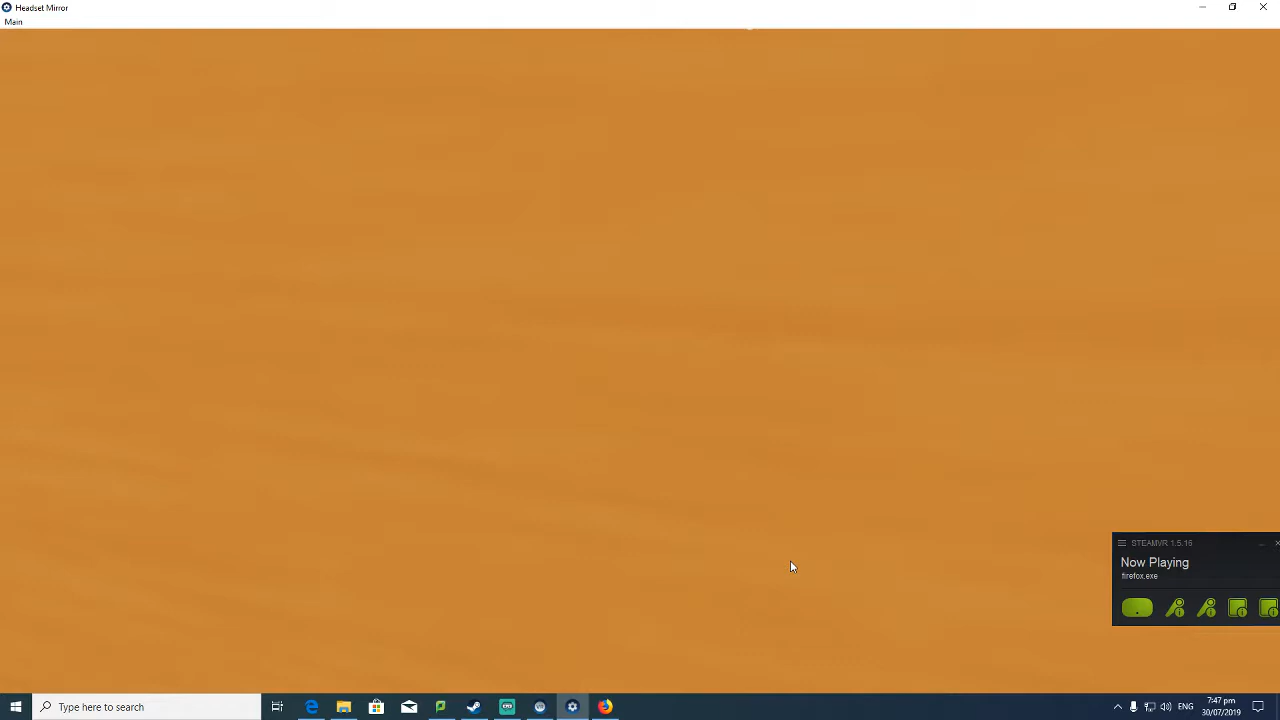 Headset Mirror
Main
STEAMVR 1.5.16
Now Playing
firefox.exe
Type here to search
ENG
7:47 pm
30/07/2019